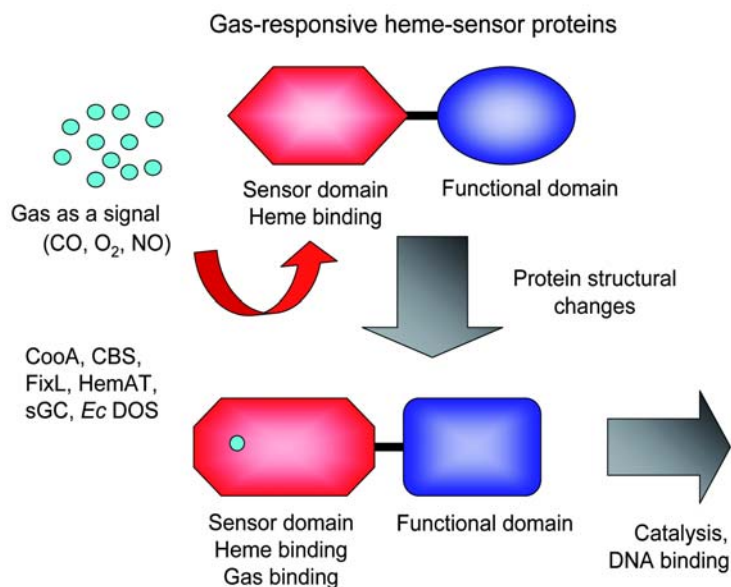 Gas-responsive heme-sensor proteins
Sensor domain
Heme binding
Functional domain
Gas as a signal
(CO, O₂, NO)
Protein structural
changes
CooA, CBS,
FixL, HemAT,
sGC, Ec DOS
Sensor domain
Heme binding
Gas binding
Functional domain
Catalysis,
DNA binding